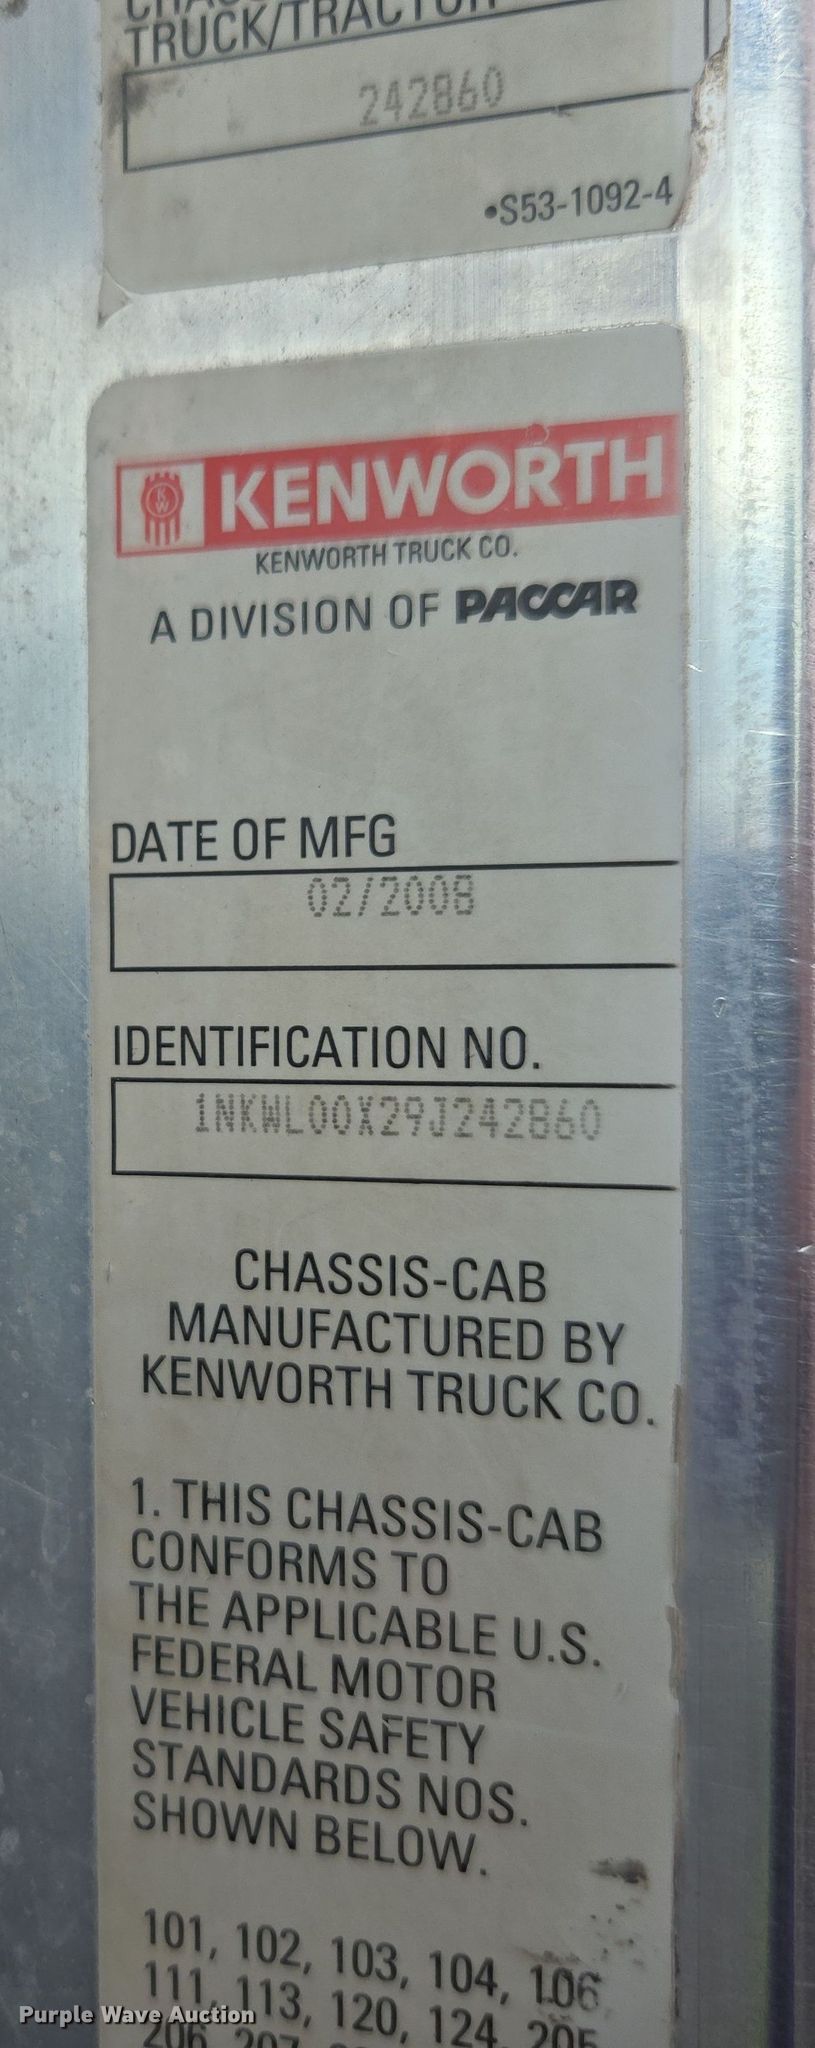 TRUCK/TRACTOR
242860
•S53-1092-4
KW
KENWORTH
KENWORTH TRUCK CO.
A DIVISION OF PACCAR
DATE OF MFG
02/2008
IDENTIFICATION NO.
1NKWL00X29J242860
CHASSIS-CAB
MANUFACTURED BY
KENWORTH TRUCK CO.
1. THIS CHASSIS-CAB
CONFORMS TO
THE APPLICABLE U.S.
FEDERAL MOTOR
VEHICLE SAFETY
STANDARDS NOS.
SHOWN BELOW.
101, 102, 103, 104, 106
111, 113, 120, 124, 205
206, 207
Purple Wave Auction